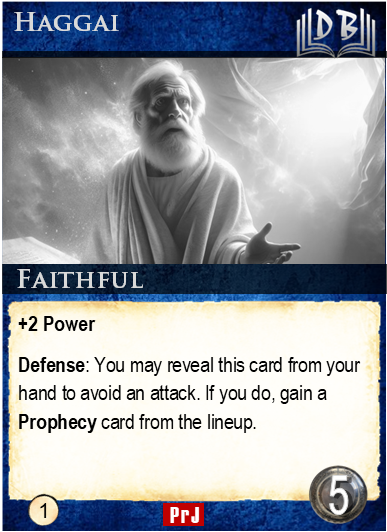 Haggai
DB
Faithful
+2 Power
Defense: You may reveal this card from your
hand to avoid an attack. If you do, gain a
Prophecy card from the lineup.
1
PrJ
5